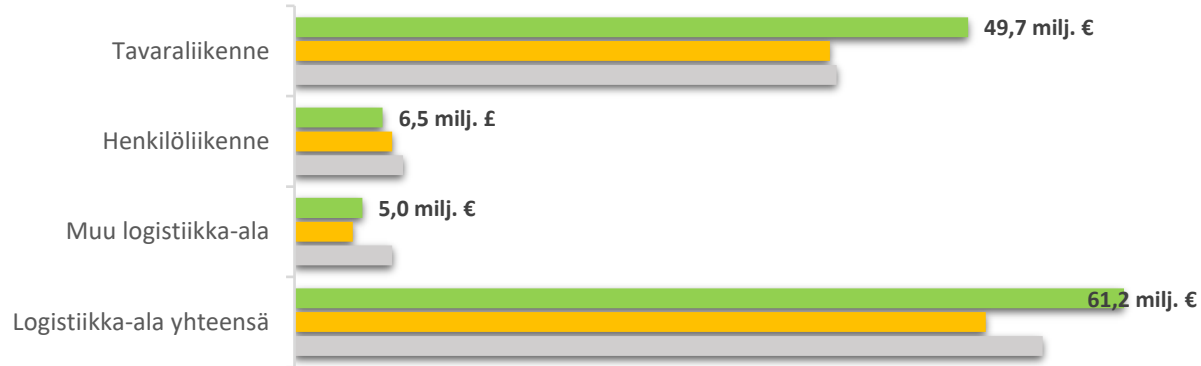 Tavaraliikenne
49,7 milj. €
Henkilöliikenne
6,5 milj. £
Muu logistiikka-ala
5,0 milj. €
Logistiikka-ala yhteensä
61,2 milj. €